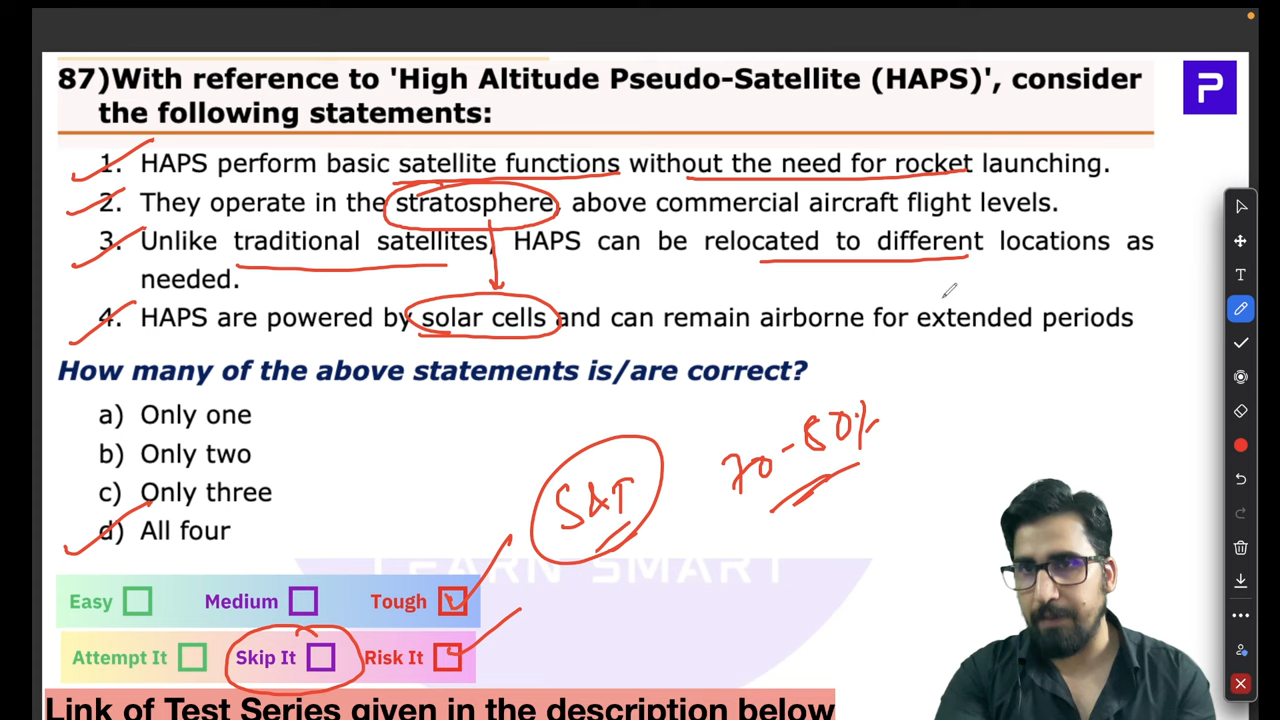 87)With reference to 'High Altitude Pseudo-Satellite (HAPS)', consider
the following statements:
1. HAPS perform basic satellite functions without the need for rocket launching.
2. They operate in the stratosphere, above commercial aircraft flight levels.
3. Unlike traditional satellites, HAPS can be relocated to different locations as
needed.
4. HAPS are powered by solar cells and can remain airborne for extended periods
How many of the above statements is/are correct?
a) Only one
b) Only two
c) Only three
d) All four
S&T
70-80%
LEARN SMART
Easy Medium Tough
Attempt It Skip It Risk It
Link of Test Series given in the description below
P
T